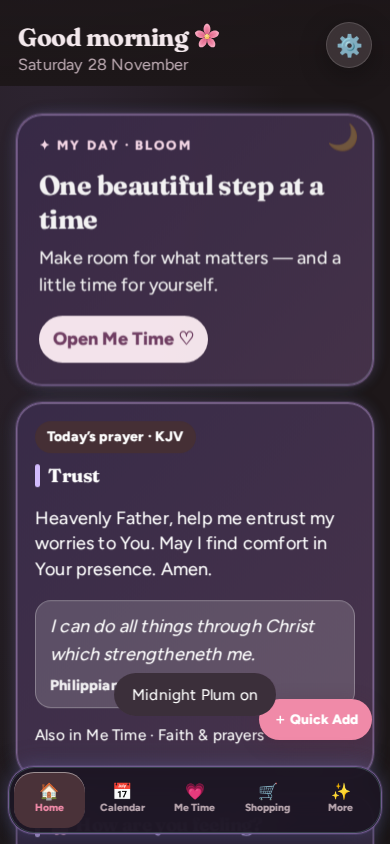 Good morning 🌸
Saturday 28 November
✦ MY DAY · BLOOM
One beautiful step at a
time
Make room for what matters — and a
little time for yourself.
Open Me Time ♡
Today's prayer · KJV
Trust
Heavenly Father, help me entrust my
worries to You. May I find comfort in
Your presence. Amen.
I can do all things through Christ
which strengtheneth me.
Midnight Plum on
+ Quick Add
Also in Me Time · Faith & prayers
Home
Calendar
Me Time
Shopping
More